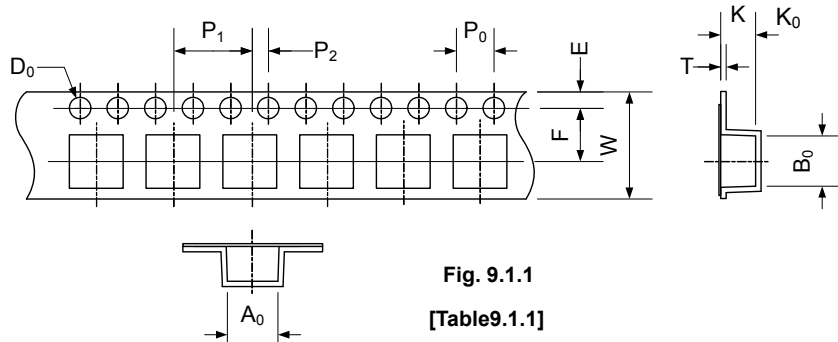 P₁
P₂
P₀
E
K
K₀
D₀
T
F
W
B₀
A₀
Fig. 9.1.1
[Table9.1.1]